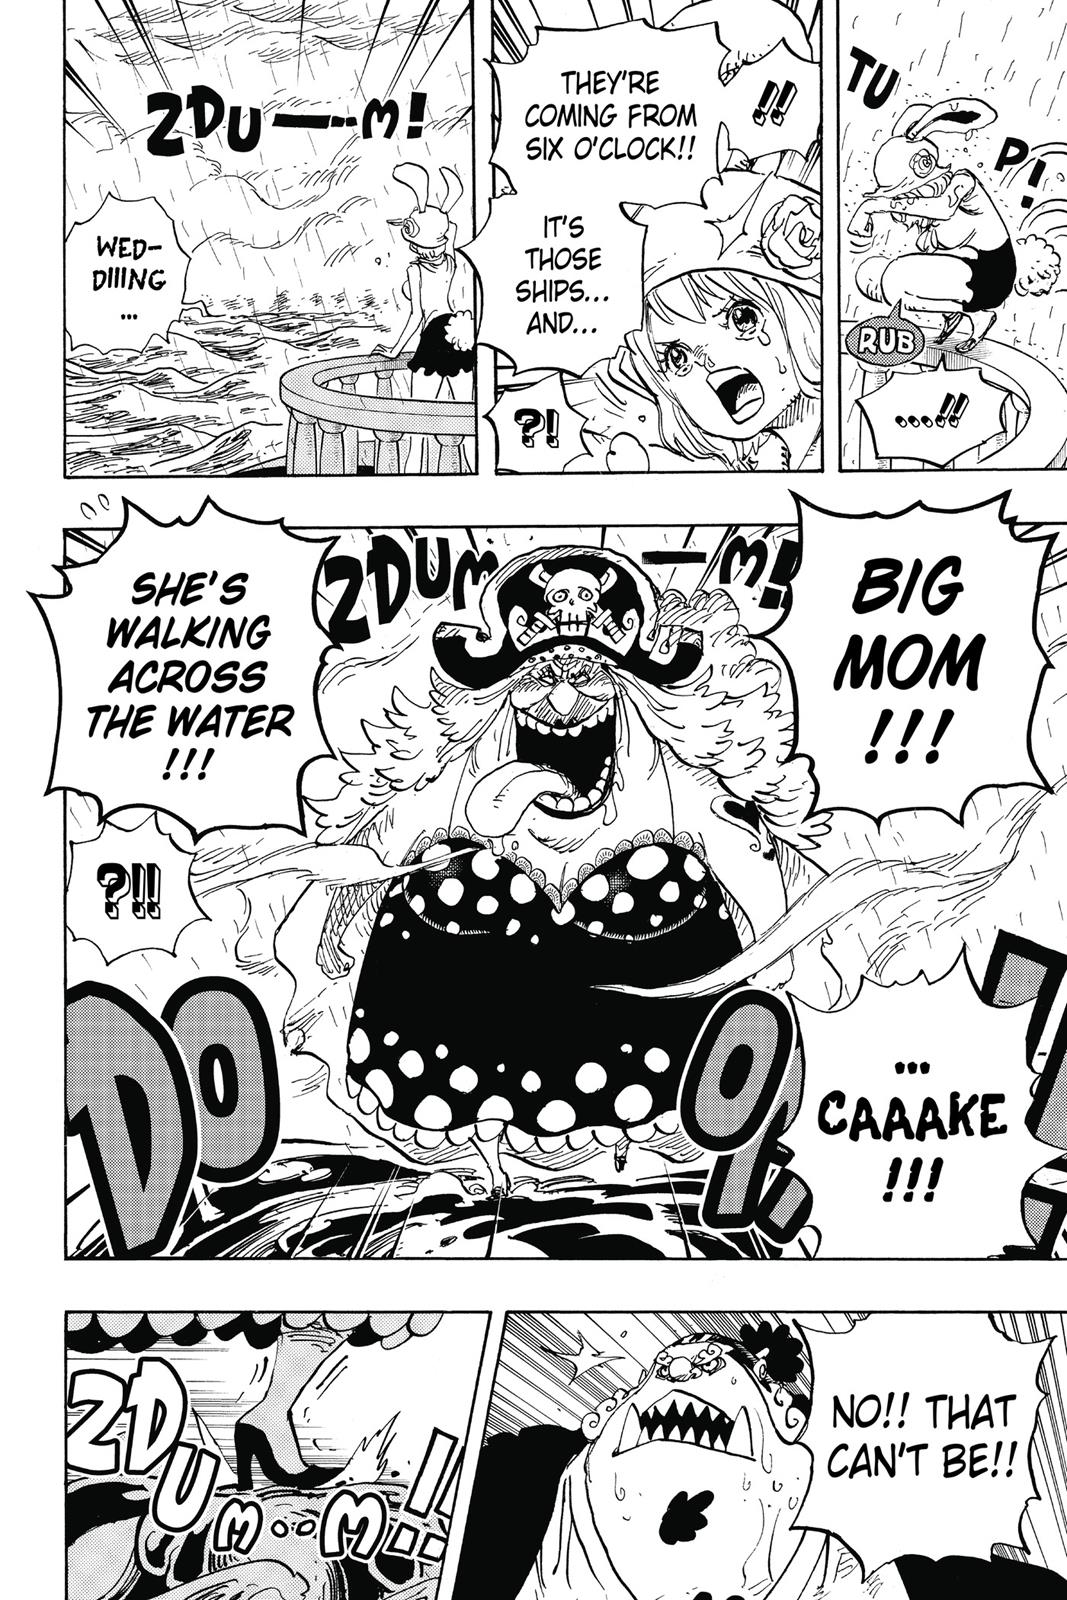 TU
P!
RUB
...!!
!!
THEY'RE
COMING FROM
SIX O'CLOCK!!
IT'S
THOSE
SHIPS...
AND...
?!
ZDU—M!
WED-
DIIING
...
BIG
MOM
!!!
ZDUM—M!
SHE'S
WALKING
ACROSS
THE WATER
!!!
?!!
...
CAAAKE
!!!
DO
O
NO!! THAT
CAN'T BE!!
ZDUM..M..!!